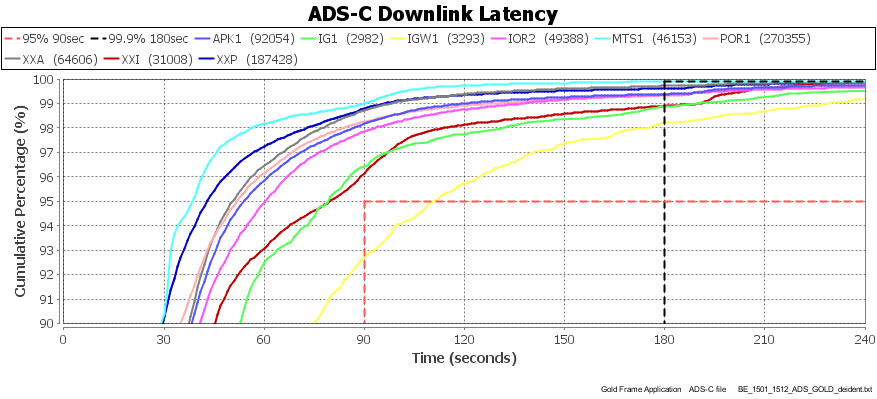 ADS-C Downlink Latency
95% 90sec 99.9% 180sec APK1 (92054) IG1 (2982) IGW1 (3293) IOR2 (49388) MTS1 (46153) POR1 (270355)
XXA (64606) XXI (31008) XXP (187428)
Cumulative Percentage (%)
100
99
98
97
96
95
94
93
92
91
90
0 30 60 90 120 150 180 210 240
Time (seconds)
Gold Frame Application ADS-C file BE_1501_1512_ADS_GOLD_deident.txt